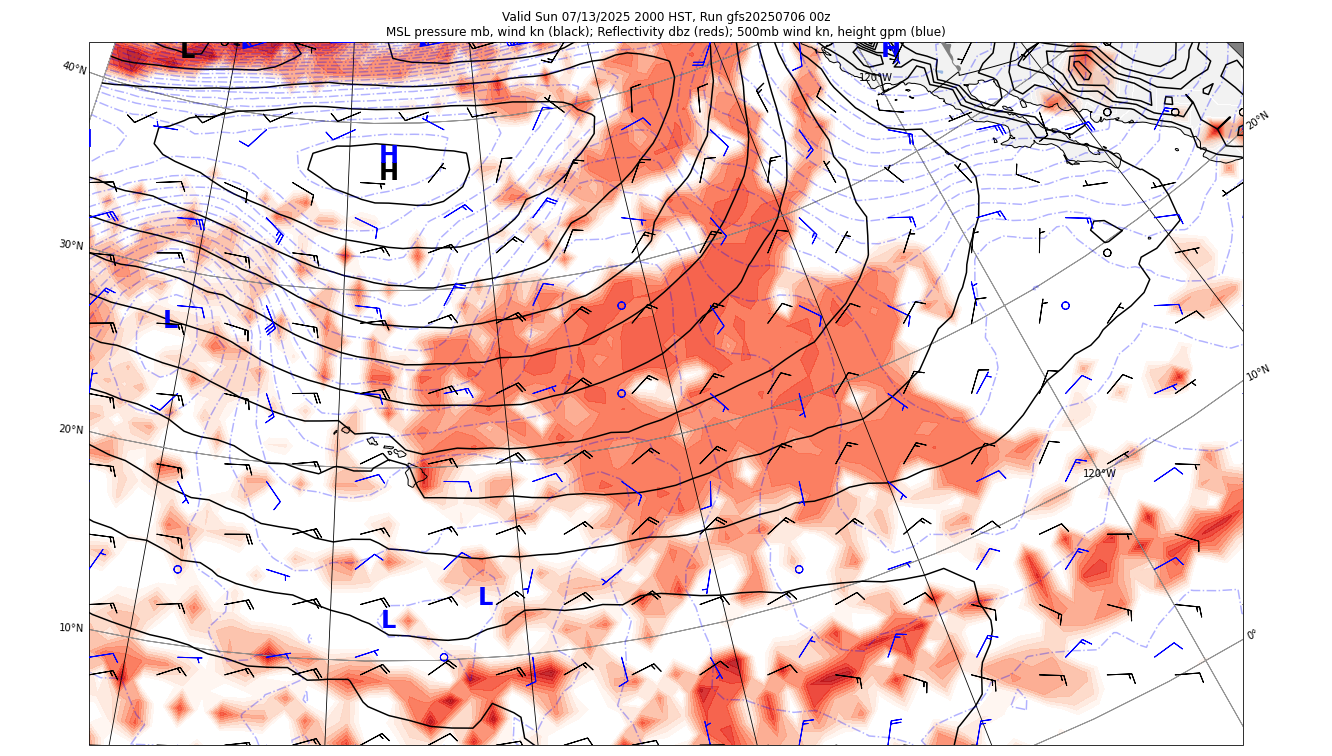 Valid Sun 07/13/2025 2000 HST, Run gfs20250706 00z
MSL pressure mb, wind kn (black); Reflectivity dbz (reds); 500mb wind kn, height gpm (blue)
L
H
40°N
120°W
20°N
H
H
30°N
L
10°N
20°N
120°W
L
L
10°N
0°